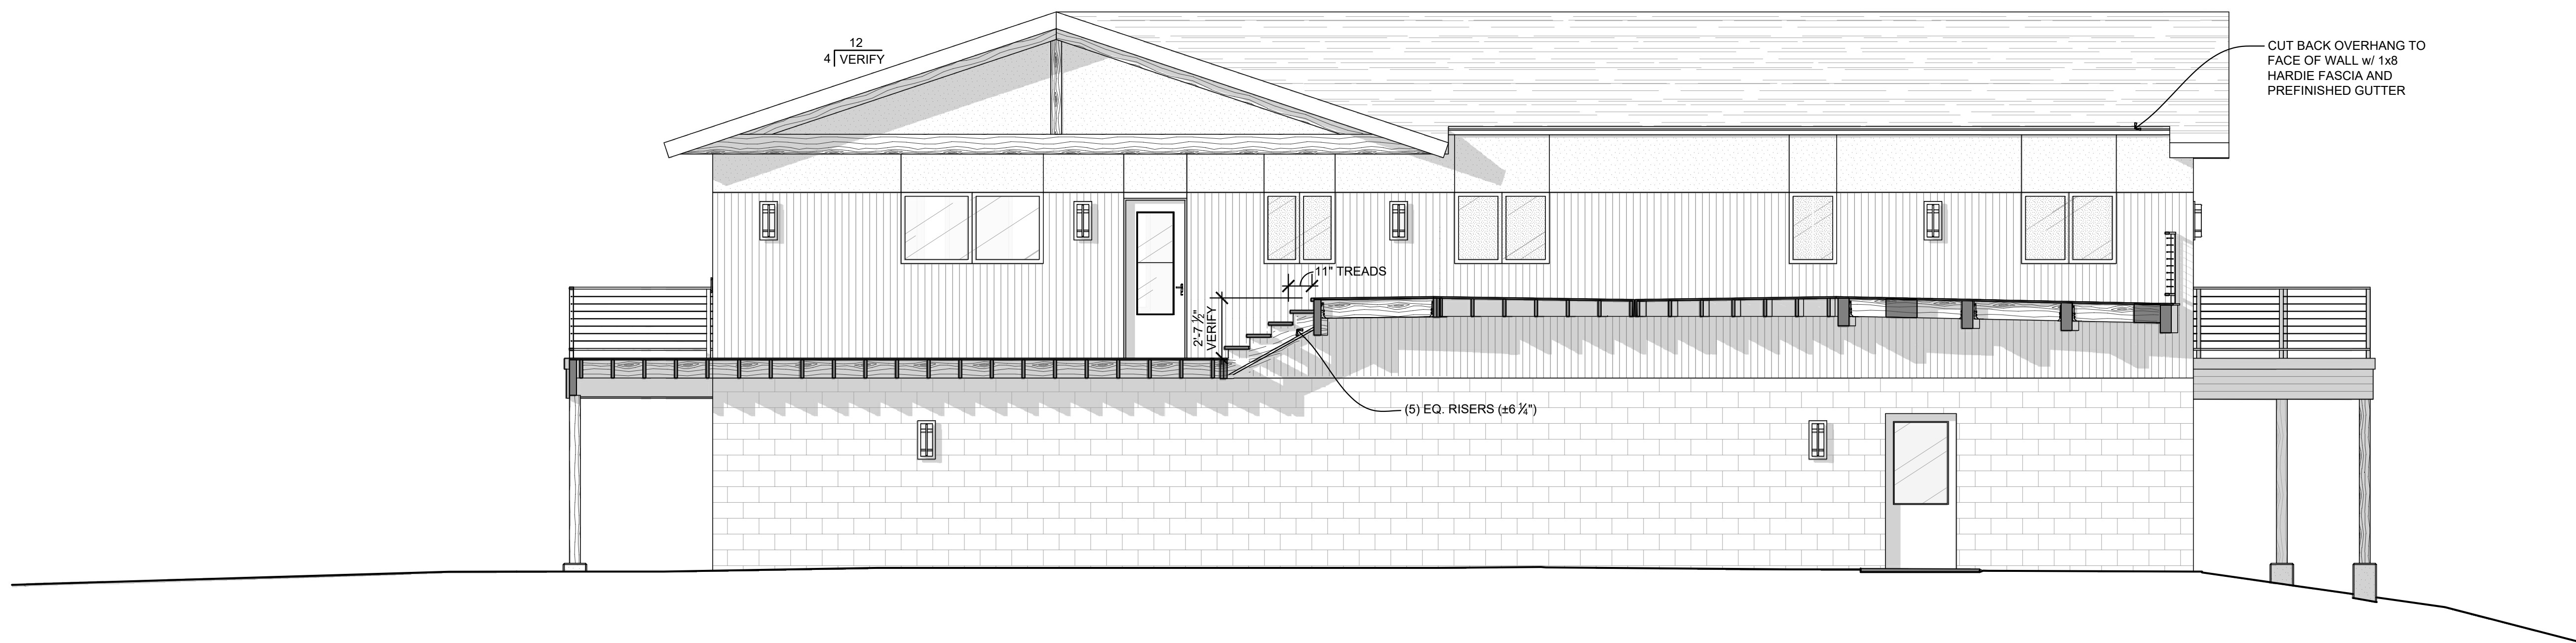 12
4 VERIFY
CUT BACK OVERHANG TO
FACE OF WALL w/ 1x8
HARDIE FASCIA AND
PREFINISHED GUTTER
11" TREADS
2'-7 ½"
VERIFY
(5) EQ. RISERS (±6 ¼")